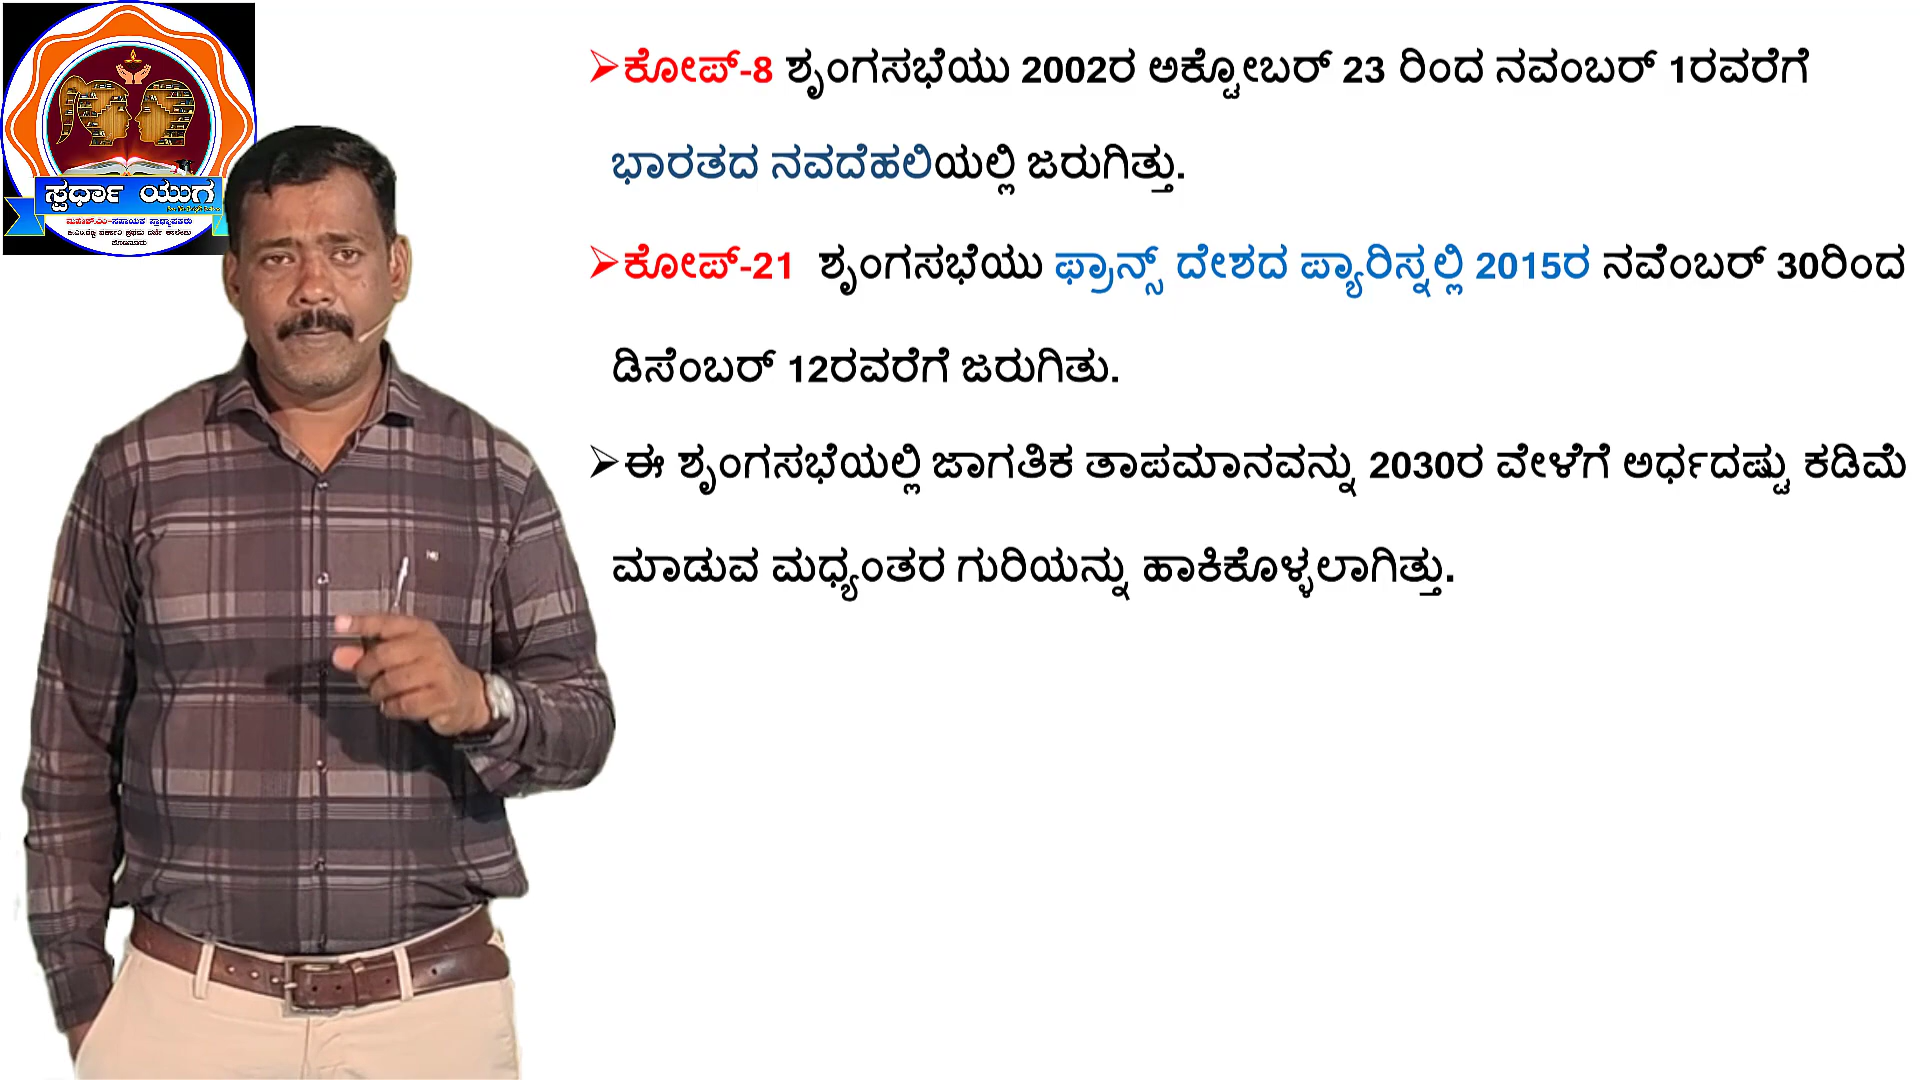 ಸ್ಪರ್ಧಾ ಯುಗ
➢ಕೋಪ್-8 ಶೃಂಗಸಭೆಯು 2002ರ ಅಕ್ಟೋಬರ್ 23 ರಿಂದ ನವಂಬರ್ 1ರವರೆಗೆ
ಭಾರತದ ನವದೆಹಲಿಯಲ್ಲಿ ಜರುಗಿತ್ತು.
➢ಕೋಪ್-21 ಶೃಂಗಸಭೆಯು ಫ್ರಾನ್ಸ್ ದೇಶದ ಪ್ಯಾರಿಸ್ನಲ್ಲಿ 2015ರ ನವೆಂಬರ್ 30ರಿಂದ
ಡಿಸೆಂಬರ್ 12ರವರೆಗೆ ಜರುಗಿತು.
➢ಈ ಶೃಂಗಸಭೆಯಲ್ಲಿ ಜಾಗತಿಕ ತಾಪಮಾನವನ್ನು 2030ರ ವೇಳೆಗೆ ಅರ್ಧದಷ್ಟು ಕಡಿಮೆ
ಮಾಡುವ ಮಧ್ಯಂತರ ಗುರಿಯನ್ನು ಹಾಕಿಕೊಳ್ಳಲಾಗಿತ್ತು.